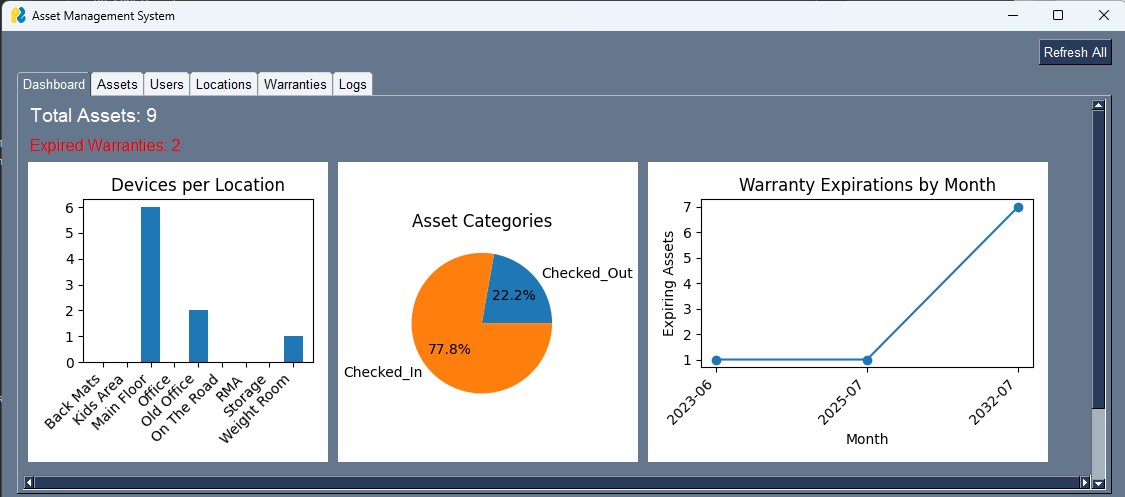 Asset Management System
Refresh All
Dashboard Assets Users Locations Warranties Logs
Total Assets: 9
Expired Warranties: 2
Devices per Location
6
5
4
3
2
1
0
Back Mats
Kids Area
Main Floor
Office
Old Office
On The Road
RMA
Storage
Weight Room
Asset Categories
Checked_Out
22.2%
77.8%
Checked_In
Warranty Expirations by Month
Expiring Assets
7
6
5
4
3
2
1
2023-06
2025-07
2032-07
Month